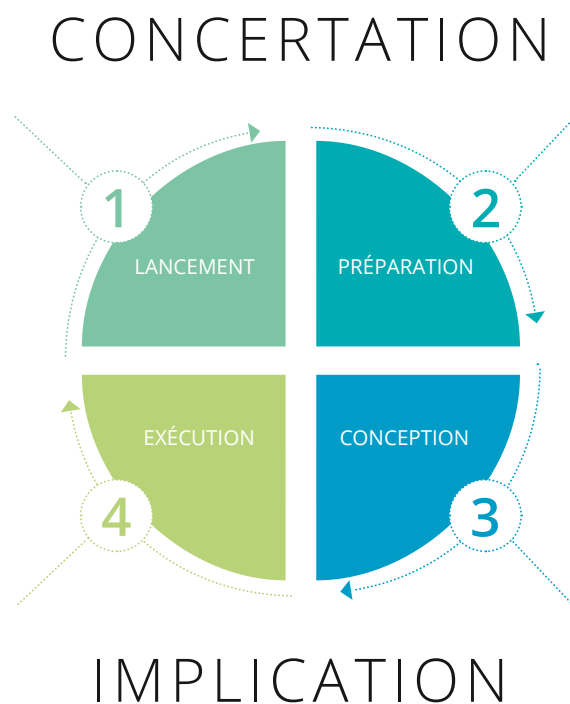 CONCERTATION
1
2
LANCEMENT
PRÉPARATION
EXÉCUTION
CONCEPTION
4
3
IMPLICATION